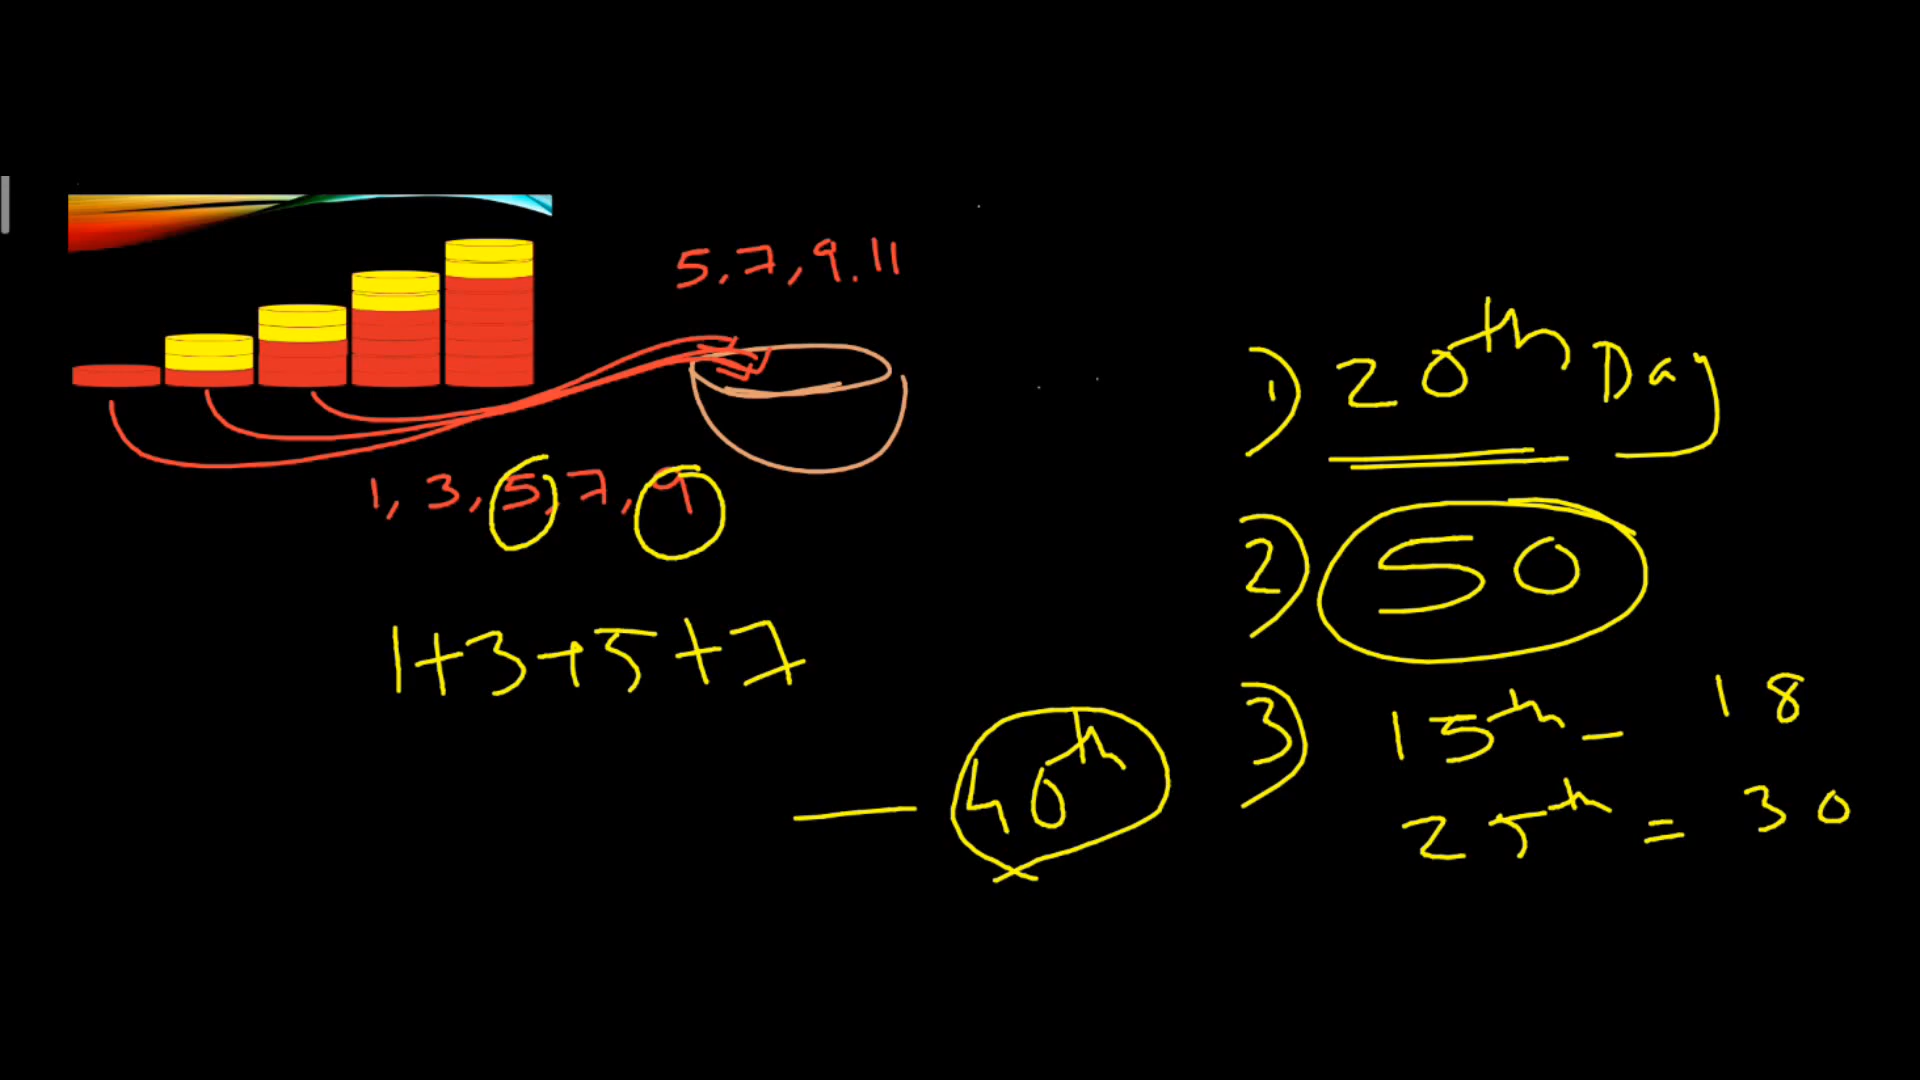 5, 7, 9. 11
1, 3, 5, 7, 9
1+3+5+7
— 40th
1) 20th Day
2) 50
3) 15th – 18
25th = 30